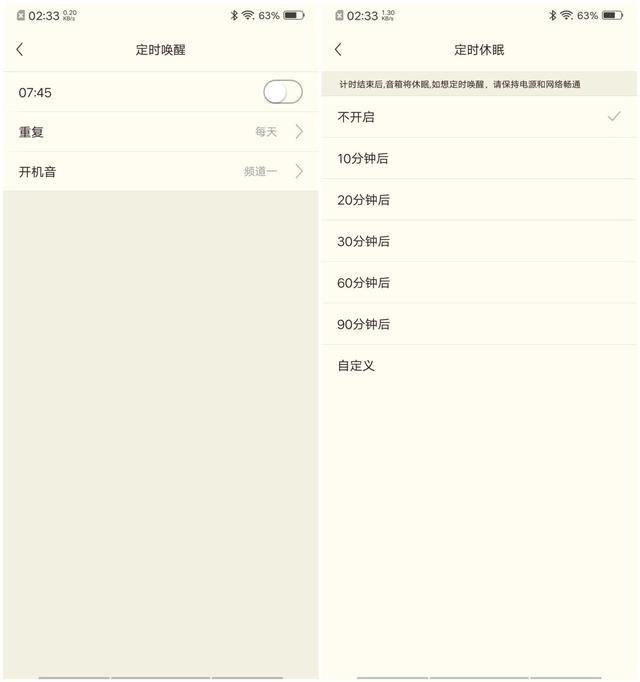 02:33 0.20 KB/s 63%
定时唤醒
07:45
重复 每天
开机音 频道一
02:33 1.30 KB/s 63%
定时休眠
计时结束后,音箱将休眠,如想定时唤醒，请保持电源和网络畅通
不开启
10分钟后
20分钟后
30分钟后
60分钟后
90分钟后
自定义